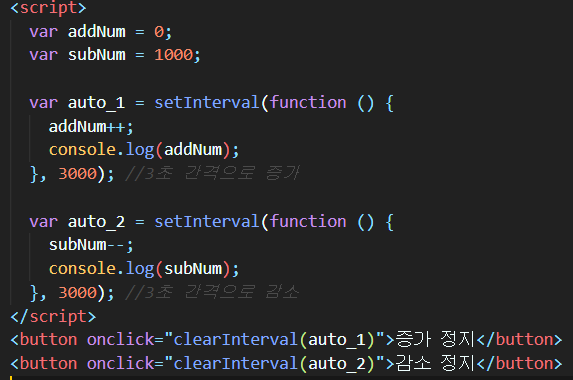 <script>
var addNum = 0;
var subNum = 1000;
var auto_1 = setInterval(function () {
addNum++;
console.log(addNum);
}, 3000); //3초 간격으로 증가
var auto_2 = setInterval(function () {
subNum--;
console.log(subNum);
}, 3000); //3초 간격으로 감소
</script>
<button onclick="clearInterval(auto_1)">증가 정지</button>
<button onclick="clearInterval(auto_2)">감소 정지</button>